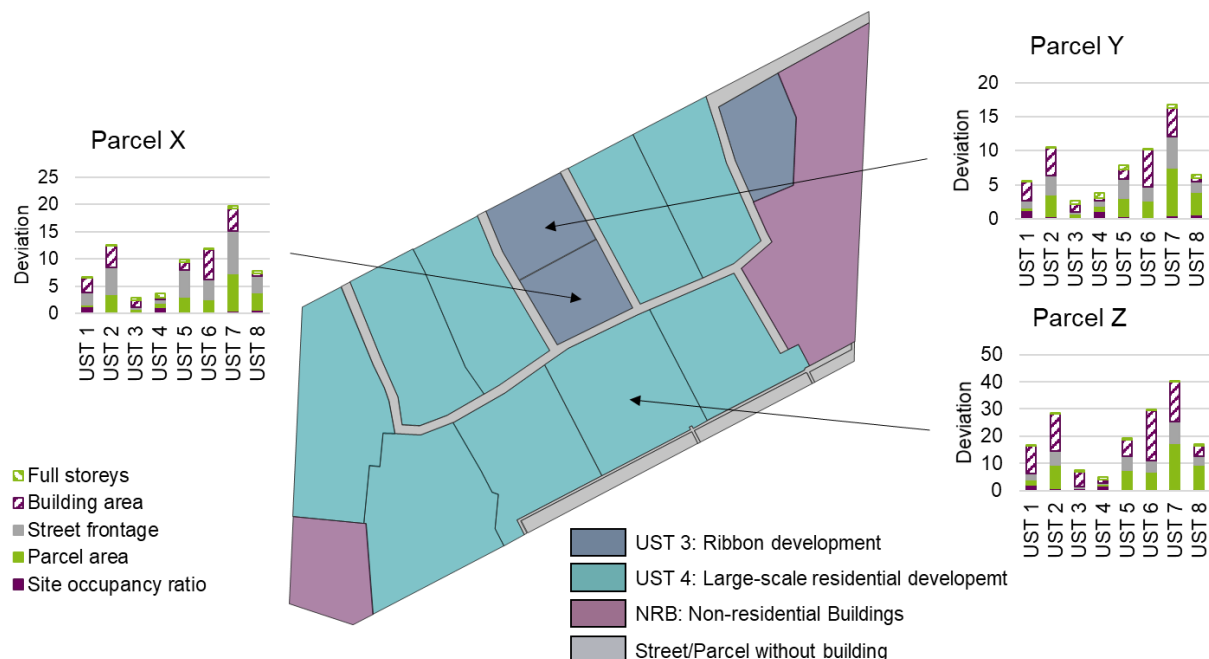 Parcel X
Deviation
25
20
15
10
5
0
UST 1
UST 2
UST 3
UST 4
UST 5
UST 6
UST 7
UST 8
Parcel Y
Deviation
20
15
10
5
0
UST 1
UST 2
UST 3
UST 4
UST 5
UST 6
UST 7
UST 8
Parcel Z
Deviation
50
40
30
20
10
0
UST 1
UST 2
UST 3
UST 4
UST 5
UST 6
UST 7
UST 8
Full storeys
Building area
Street frontage
Parcel area
Site occupancy ratio
UST 3: Ribbon development
UST 4: Large-scale residential developemt
NRB: Non-residential Buildings
Street/Parcel without building